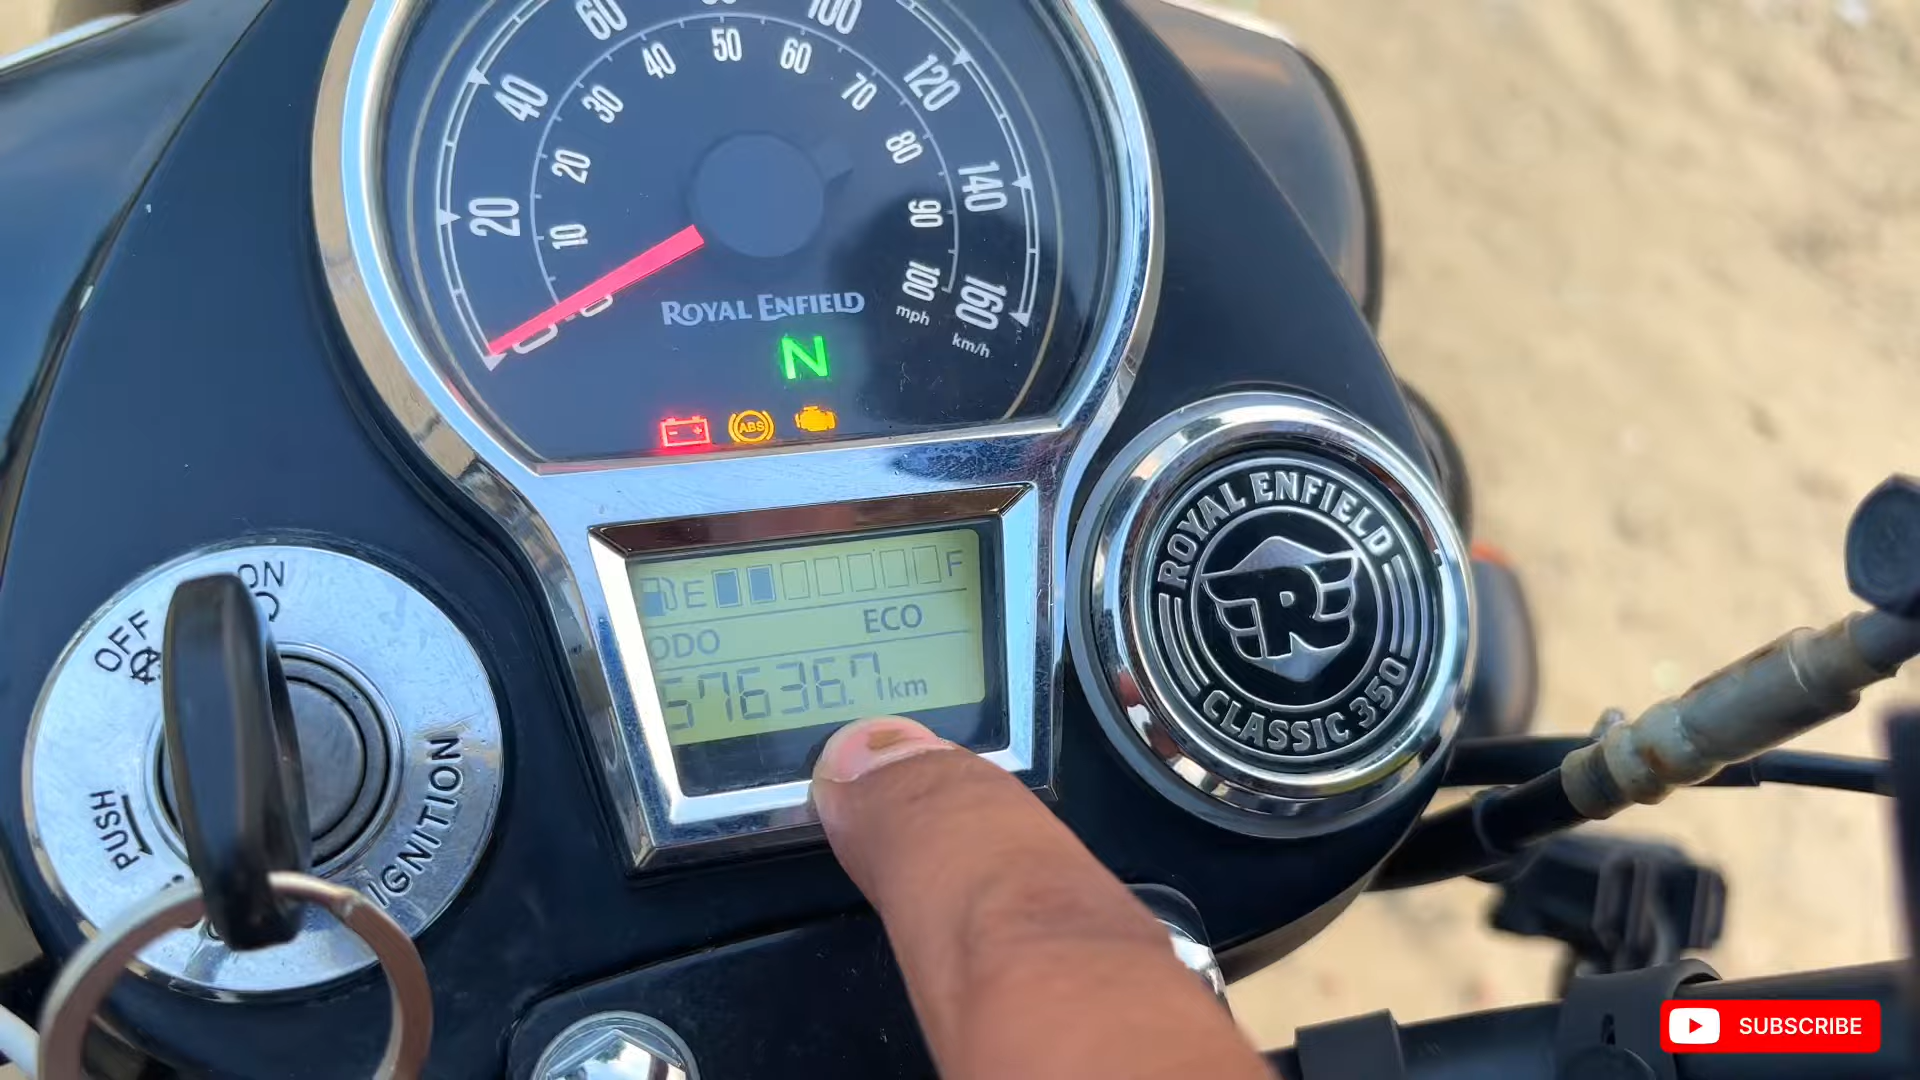 60
100
40
120
20
140
160
km/h
50
40
60
30
70
20
80
10
90
100
mph
ROYAL ENFIELD
N
ABS
E
F
ODO
ECO
57636.7 km
ON
OFF
PUSH
IGNITION
ROYAL ENFIELD
R
CLASSIC 350
SUBSCRIBE